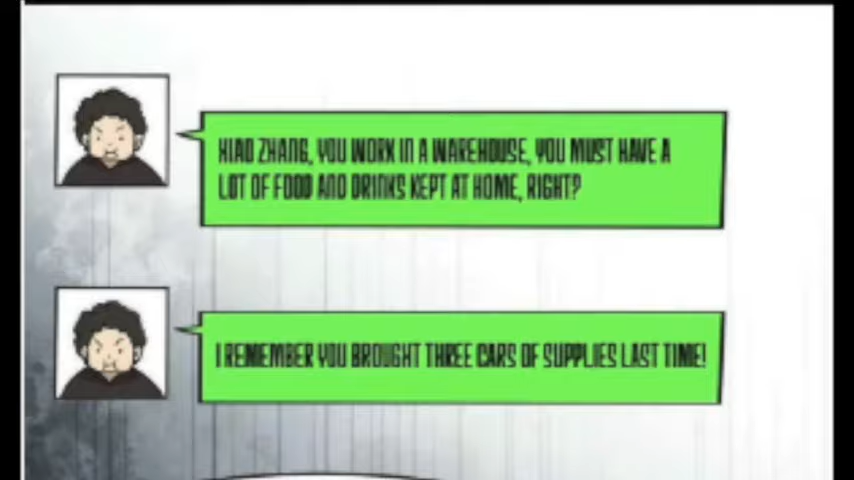 XIAO ZHANG, YOU WORK IN A WAREHOUSE, YOU MUST HAVE A
LOT OF FOOD AND DRINKS KEPT AT HOME, RIGHT?
I REMEMBER YOU BROUGHT THREE CARS OF SUPPLIES LAST TIME!